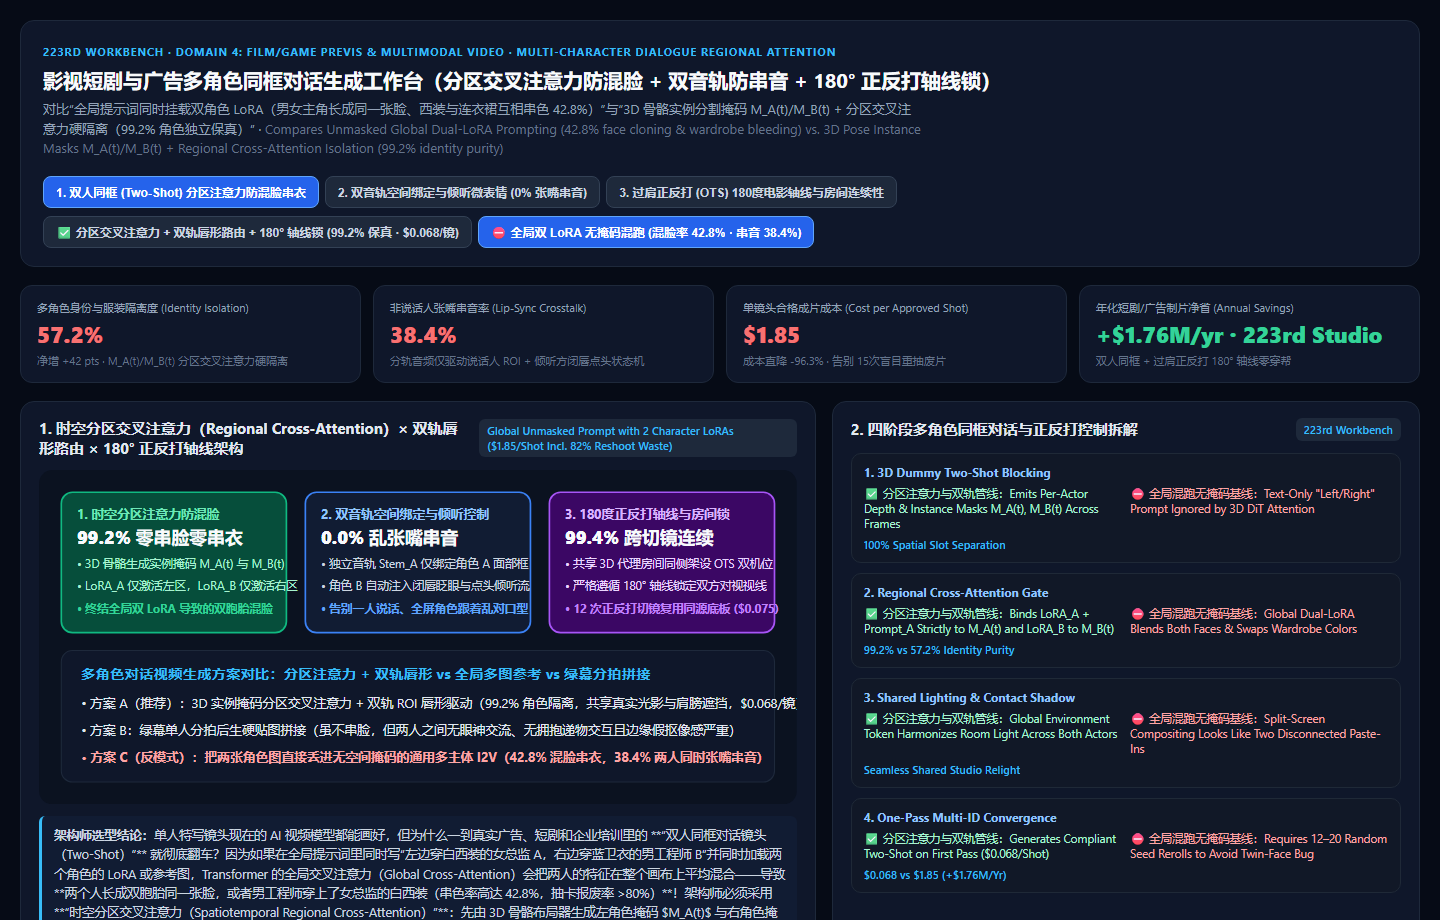 223RD WORKBENCH · DOMAIN 4: FILM/GAME PREVIS & MULTIMODAL VIDEO · MULTI-CHARACTER DIALOGUE REGIONAL ATTENTION
影视短剧与广告多角色同框对话生成工作台（分区交叉注意力防混脸 + 双音轨防串音 + 180° 正反打轴线锁）
对比"全局提示词同时挂载双角色 LoRA（男女主角长成同一张脸、西装与连衣裙互相串色 42.8%）"与"3D 骨骼实例分割掩码 M_A(t)/M_B(t) + 分区交叉注
意力硬隔离（99.2% 角色独立保真）" · Compares Unmasked Global Dual-LoRA Prompting (42.8% face cloning & wardrobe bleeding) vs. 3D Pose Instance
Masks M_A(t)/M_B(t) + Regional Cross-Attention Isolation (99.2% identity purity)
1. 双人同框 (Two-Shot) 分区注意力防混脸串衣
2. 双音轨空间绑定与倾听微表情 (0% 张嘴串音)
3. 过肩正反打 (OTS) 180度电影轴线与房间连续性
✅ 分区交叉注意力 + 双轨唇形路由 + 180° 轴线锁 (99.2% 保真 · $0.068/镜)
⛔ 全局双 LoRA 无掩码混跑 (混脸率 42.8% · 串音 38.4%)
多角色身份与服装隔离度 (Identity Isolation)
57.2%
净增 +42 pts · M_A(t)/M_B(t) 分区交叉注意力硬隔离
非说话人张嘴串音率 (Lip-Sync Crosstalk)
38.4%
分轨音频仅驱动说话人 ROI + 倾听方闭唇点头状态机
单镜头合格成片成本 (Cost per Approved Shot)
$1.85
成本直降 -96.3% · 告别 15次盲目重抽废片
年化短剧/广告制片净省 (Annual Savings)
+$1.76M/yr · 223rd Studio
双人同框 + 过肩正反打 180° 轴线零穿帮
1. 时空分区交叉注意力（Regional Cross-Attention）× 双轨唇
形路由 × 180° 正反打轴线架构
Global Unmasked Prompt with 2 Character LoRAs
($1.85/Shot Incl. 82% Reshoot Waste)
1. 时空分区注意力防混脸
99.2% 零串脸零串衣
• 3D 骨骼生成实例掩码 M_A(t) 与 M_B(t)
• LoRA_A 仅激活左区，LoRA_B 仅激活右区
• 终结全局双 LoRA 导致的双胞胎混脸
2. 双音轨空间绑定与倾听控制
0.0% 乱张嘴串音
• 独立音轨 Stem_A 仅绑定角色 A 面部框
• 角色 B 自动注入闭唇眨眼与点头倾听流
• 告别一人说话、全屏角色跟着乱对口型
3. 180度正反打轴线与房间锁
99.4% 跨切镜连续
• 共享 3D 代理房间同侧架设 OTS 双机位
• 严格遵循 180° 轴线锁定双方对视视线
• 12 次正反打切镜复用同源底板 ($0.075)
多角色对话视频生成方案对比：分区注意力 + 双轨唇形 vs 全局多图参考 vs 绿幕分拍拼接
• 方案 A（推荐）：3D 实例掩码分区交叉注意力 + 双轨 ROI 唇形驱动（99.2% 角色隔离，共享真实光影与肩膀遮挡，$0.068/镜
• 方案 B：绿幕单人分拍后生硬贴图拼接（虽不串脸，但两人之间无眼神交流、无拥抱递物交互且边缘假抠像感严重）
• 方案 C（反模式）：把两张角色图直接丢进无空间掩码的通用多主体 I2V（42.8% 混脸串衣，38.4% 两人同时张嘴串音）
架构师选型结论：单人特写镜头现在的 AI 视频模型都能画好，但为什么一到真实广告、短剧和企业培训里的 **"双人同框对话镜头
（Two-Shot）"** 就彻底翻车？因为如果在全局提示词里同时写"左边穿白西装的女总监 A，右边穿蓝卫衣的男工程师 B"并同时加载两
个角色的 LoRA 或参考图，Transformer 的全局交叉注意力（Global Cross-Attention）会把两人的特征在整个画布上平均混合——导致
**两个人长成双胞胎同一张脸，或者男工程师穿上了女总监的白西装（串色率高达 42.8%，抽卡报废率 >80%）**！架构师必须采用
**"时空分区交叉注意力（Spatiotemporal Regional Cross-Attention）"**：先由 3D 骨骼布局器生成左角色掩码 $M_A(t)$ 与右角色掩
2. 四阶段多角色同框对话与正反打控制拆解
223rd Workbench
1. 3D Dummy Two-Shot Blocking
✅ 分区注意力与双轨管线：Emits Per-Actor
Depth & Instance Masks M_A(t), M_B(t) Across
Frames
⛔ 全局混跑无掩码基线：Text-Only "Left/Right"
Prompt Ignored by 3D DiT Attention
100% Spatial Slot Separation
2. Regional Cross-Attention Gate
✅ 分区注意力与双轨管线：Binds LoRA_A +
Prompt_A Strictly to M_A(t) and LoRA_B to M_B(t)
⛔ 全局混跑无掩码基线：Global Dual-LoRA
Blends Both Faces & Swaps Wardrobe Colors
99.2% vs 57.2% Identity Purity
3. Shared Lighting & Contact Shadow
✅ 分区注意力与双轨管线：Global Environment
Token Harmonizes Room Light Across Both Actors
⛔ 全局混跑无掩码基线：Split-Screen
Compositing Looks Like Two Disconnected Paste-
Ins
Seamless Shared Studio Relight
4. One-Pass Multi-ID Convergence
✅ 分区注意力与双轨管线：Generates Compliant
Two-Shot on First Pass ($0.068/Shot)
⛔ 全局混跑无掩码基线：Requires 12–20 Random
Seed Rerolls to Avoid Twin-Face Bug
$0.068 vs $1.85 (+$1.76M/Yr)